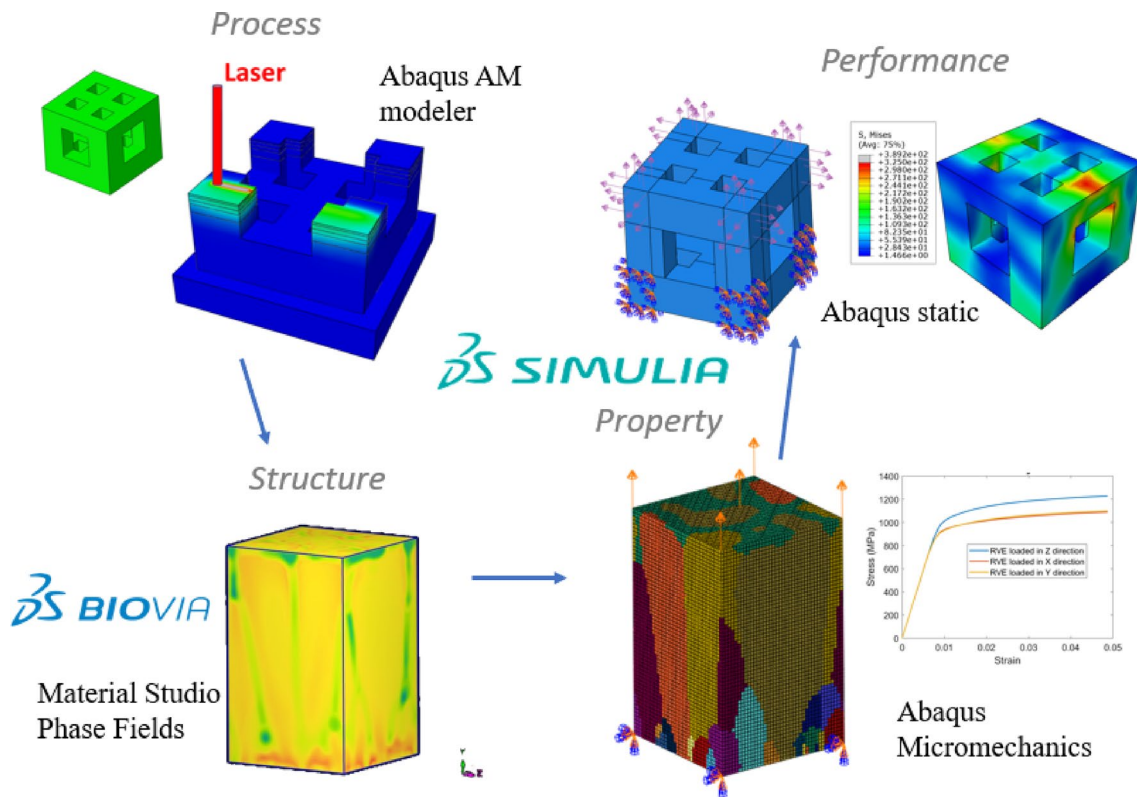 Process
Laser
Abaqus AM
modeler
Performance
S, Mises
(Avg: 75%)
+3.892e+02
+3.250e+02
+2.980e+02
+2.711e+02
+2.441e+02
+2.172e+02
+1.902e+02
+1.632e+02
+1.363e+02
+1.093e+02
+8.235e+01
+5.539e+01
+2.843e+01
+1.466e+00
Abaqus static
3DS SIMULIA
Property
Structure
3DS BIOVIA
Material Studio
Phase Fields
Y
Z
1400
1200
1000
800
600
400
200
0
Stress (MPa)
RVE loaded in Z direction
RVE loaded in X direction
RVE loaded in Y direction
0 0.01 0.02 0.03 0.04 0.05
Strain
Abaqus
Micromechanics